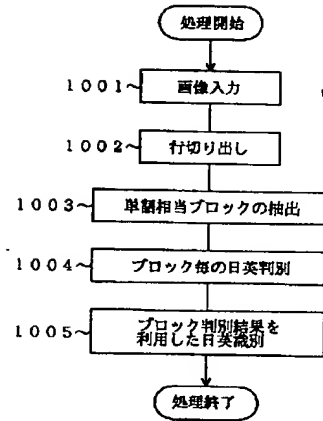 処理開始
1001 画像入力
1002 行切り出し
1003 単割相当ブロックの抽出
1004 ブロック毎の日英判別
1005 ブロック判別結果を
利用した日英識別
処理終了